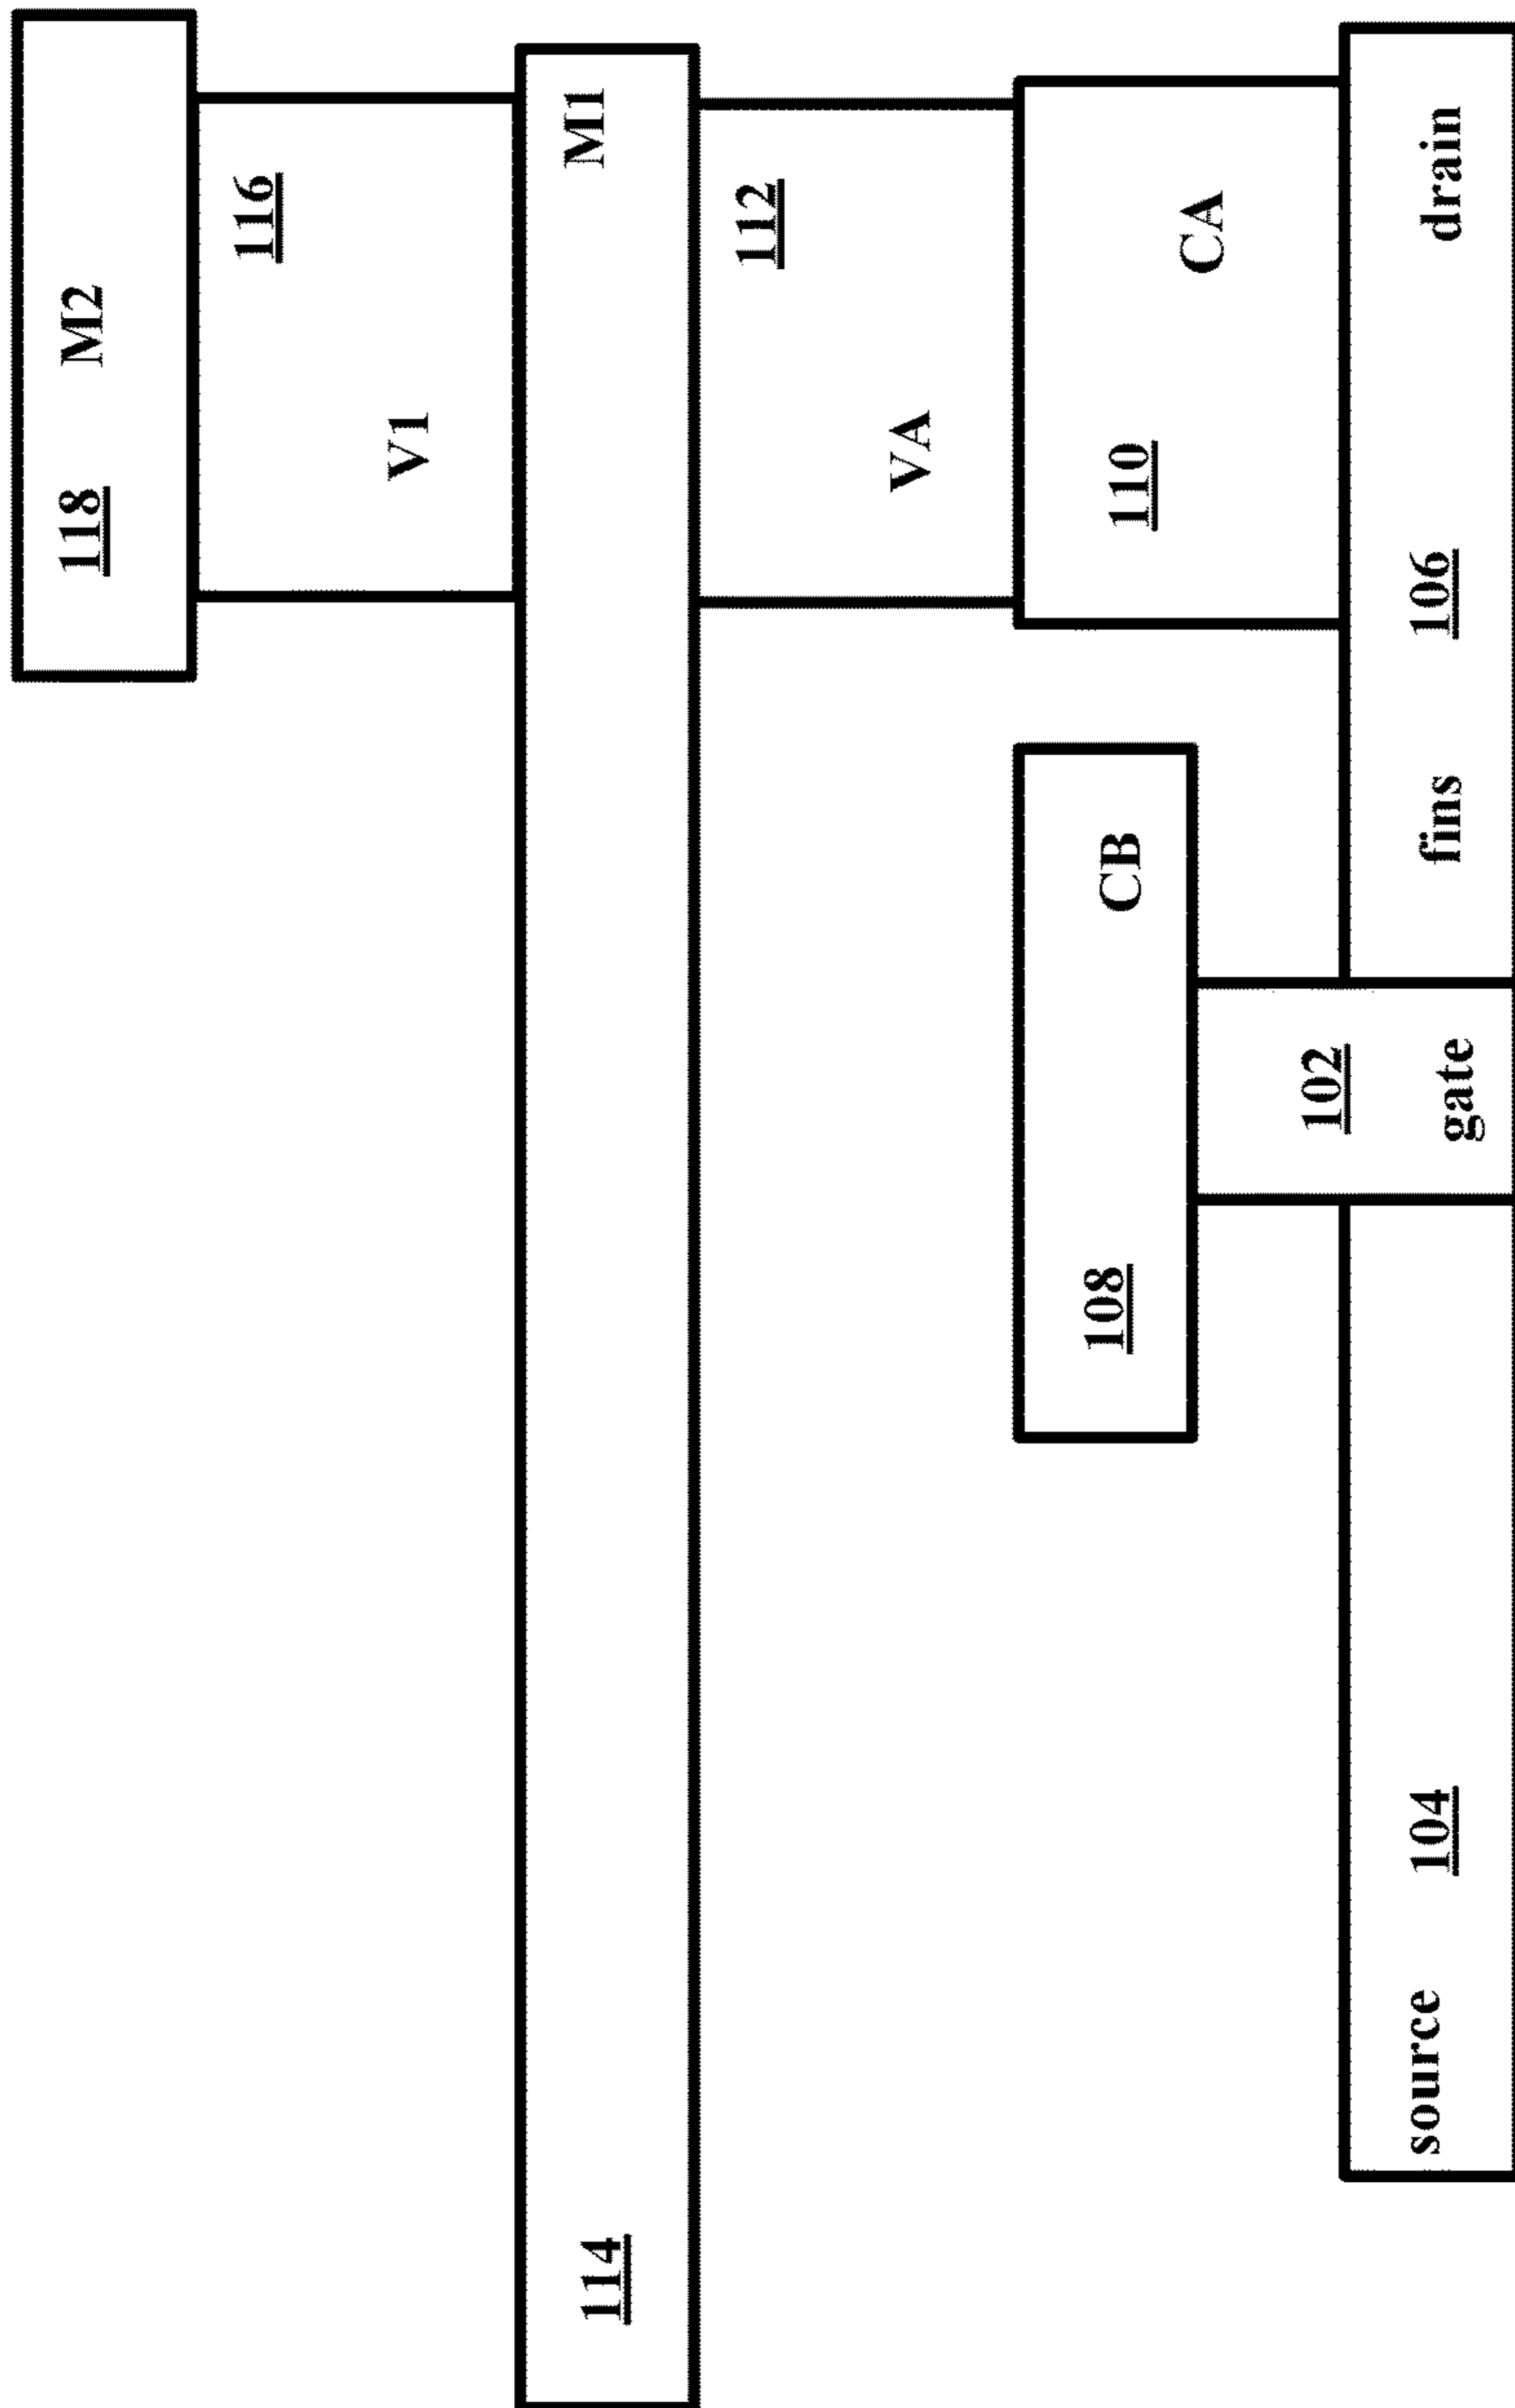 118 M2
116
V1
114 M1
112
VA
108 CB
110 CA
102
source 104 gate fins 106 drain